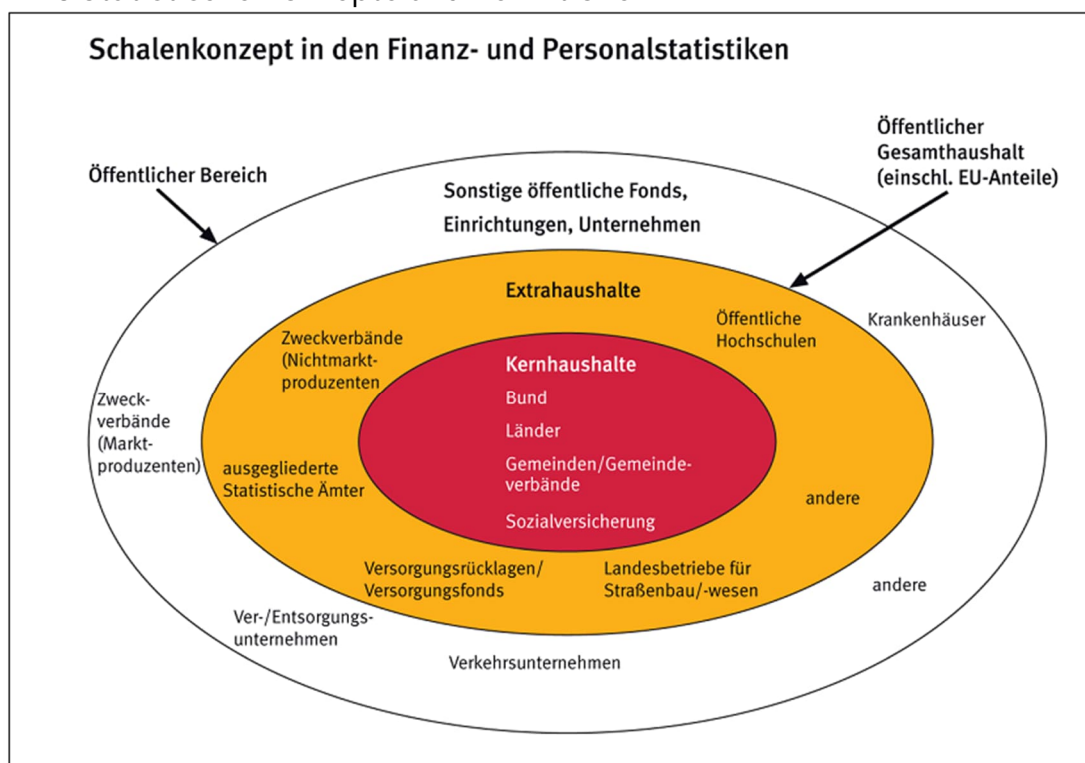 Schalenkonzept in den Finanz- und Personalstatistiken
Öffentlicher
Gesamthaushalt
(einschl. EU-Anteile)
Öffentlicher Bereich
Sonstige öffentliche Fonds,
Einrichtungen, Unternehmen
Extrahaushalte
Öffentliche
Hochschulen
Krankenhäuser
Zweckverbände
(Nichtmarkt-
produzenten
Kernhaushalte
Bund
Länder
Gemeinden/Gemeinde-
verbände
Sozialversicherung
Zweck-
verbände
(Markt-
produzenten)
ausgegliederte
Statistische Ämter
andere
Versorgungsrücklagen/
Versorgungsfonds
Landesbetriebe für
Straßenbau/-wesen
andere
Ver-/Entsorgungs-
unternehmen
Verkehrsunternehmen